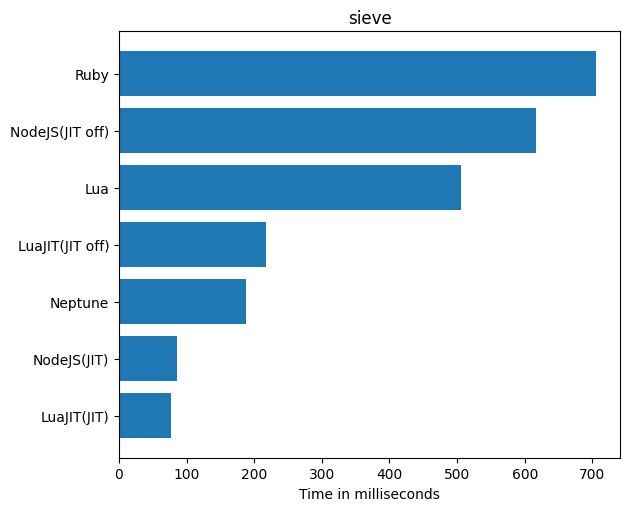 sieve
Ruby
NodeJS(JIT off)
Lua
LuaJIT(JIT off)
Neptune
NodeJS(JIT)
LuaJIT(JIT)
0 100 200 300 400 500 600 700
Time in milliseconds